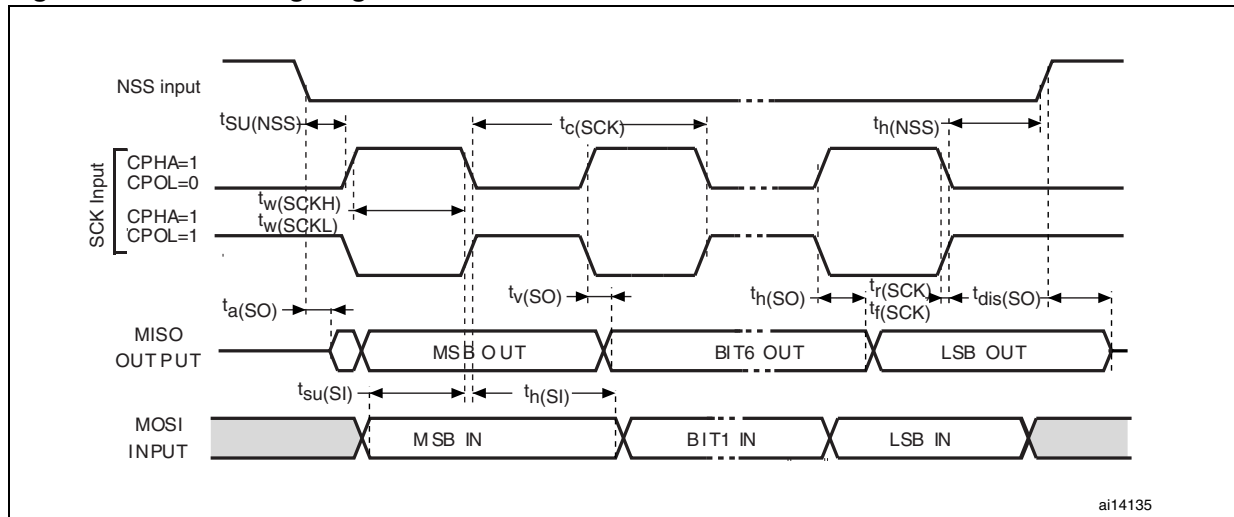 NSS input
tSU(NSS)
tc(SCK)
th(NSS)
SCK Input
CPHA=1
CPOL=0
tw(SCKH)
tw(SCKL)
CPHA=1
CPOL=1
ta(SO)
tv(SO)
th(SO)
tr(SCK)
tf(SCK)
tdis(SO)
MISO
OUTPUT
MSB OUT
BIT6 OUT
LSB OUT
tsu(SI)
th(SI)
MOSI
INPUT
MSB IN
BIT1 IN
LSB IN
ai14135